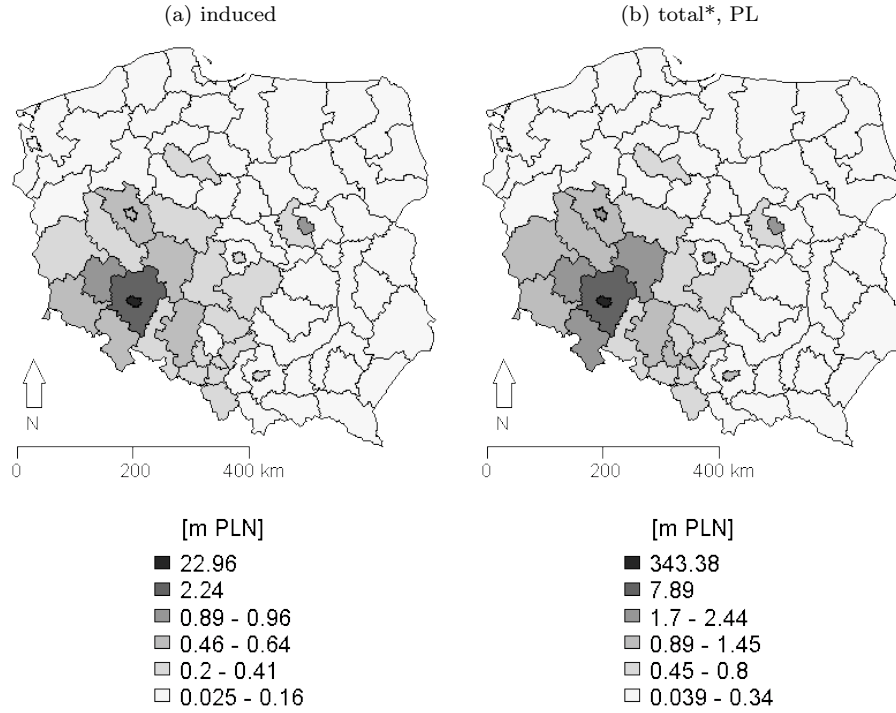 (a) induced
(b) total*, PL
N
0 200 400 km
N
0 200 400 km
[m PLN]
22.96
2.24
0.89 - 0.96
0.46 - 0.64
0.2 - 0.41
0.025 - 0.16
[m PLN]
343.38
7.89
1.7 - 2.44
0.89 - 1.45
0.45 - 0.8
0.039 - 0.34